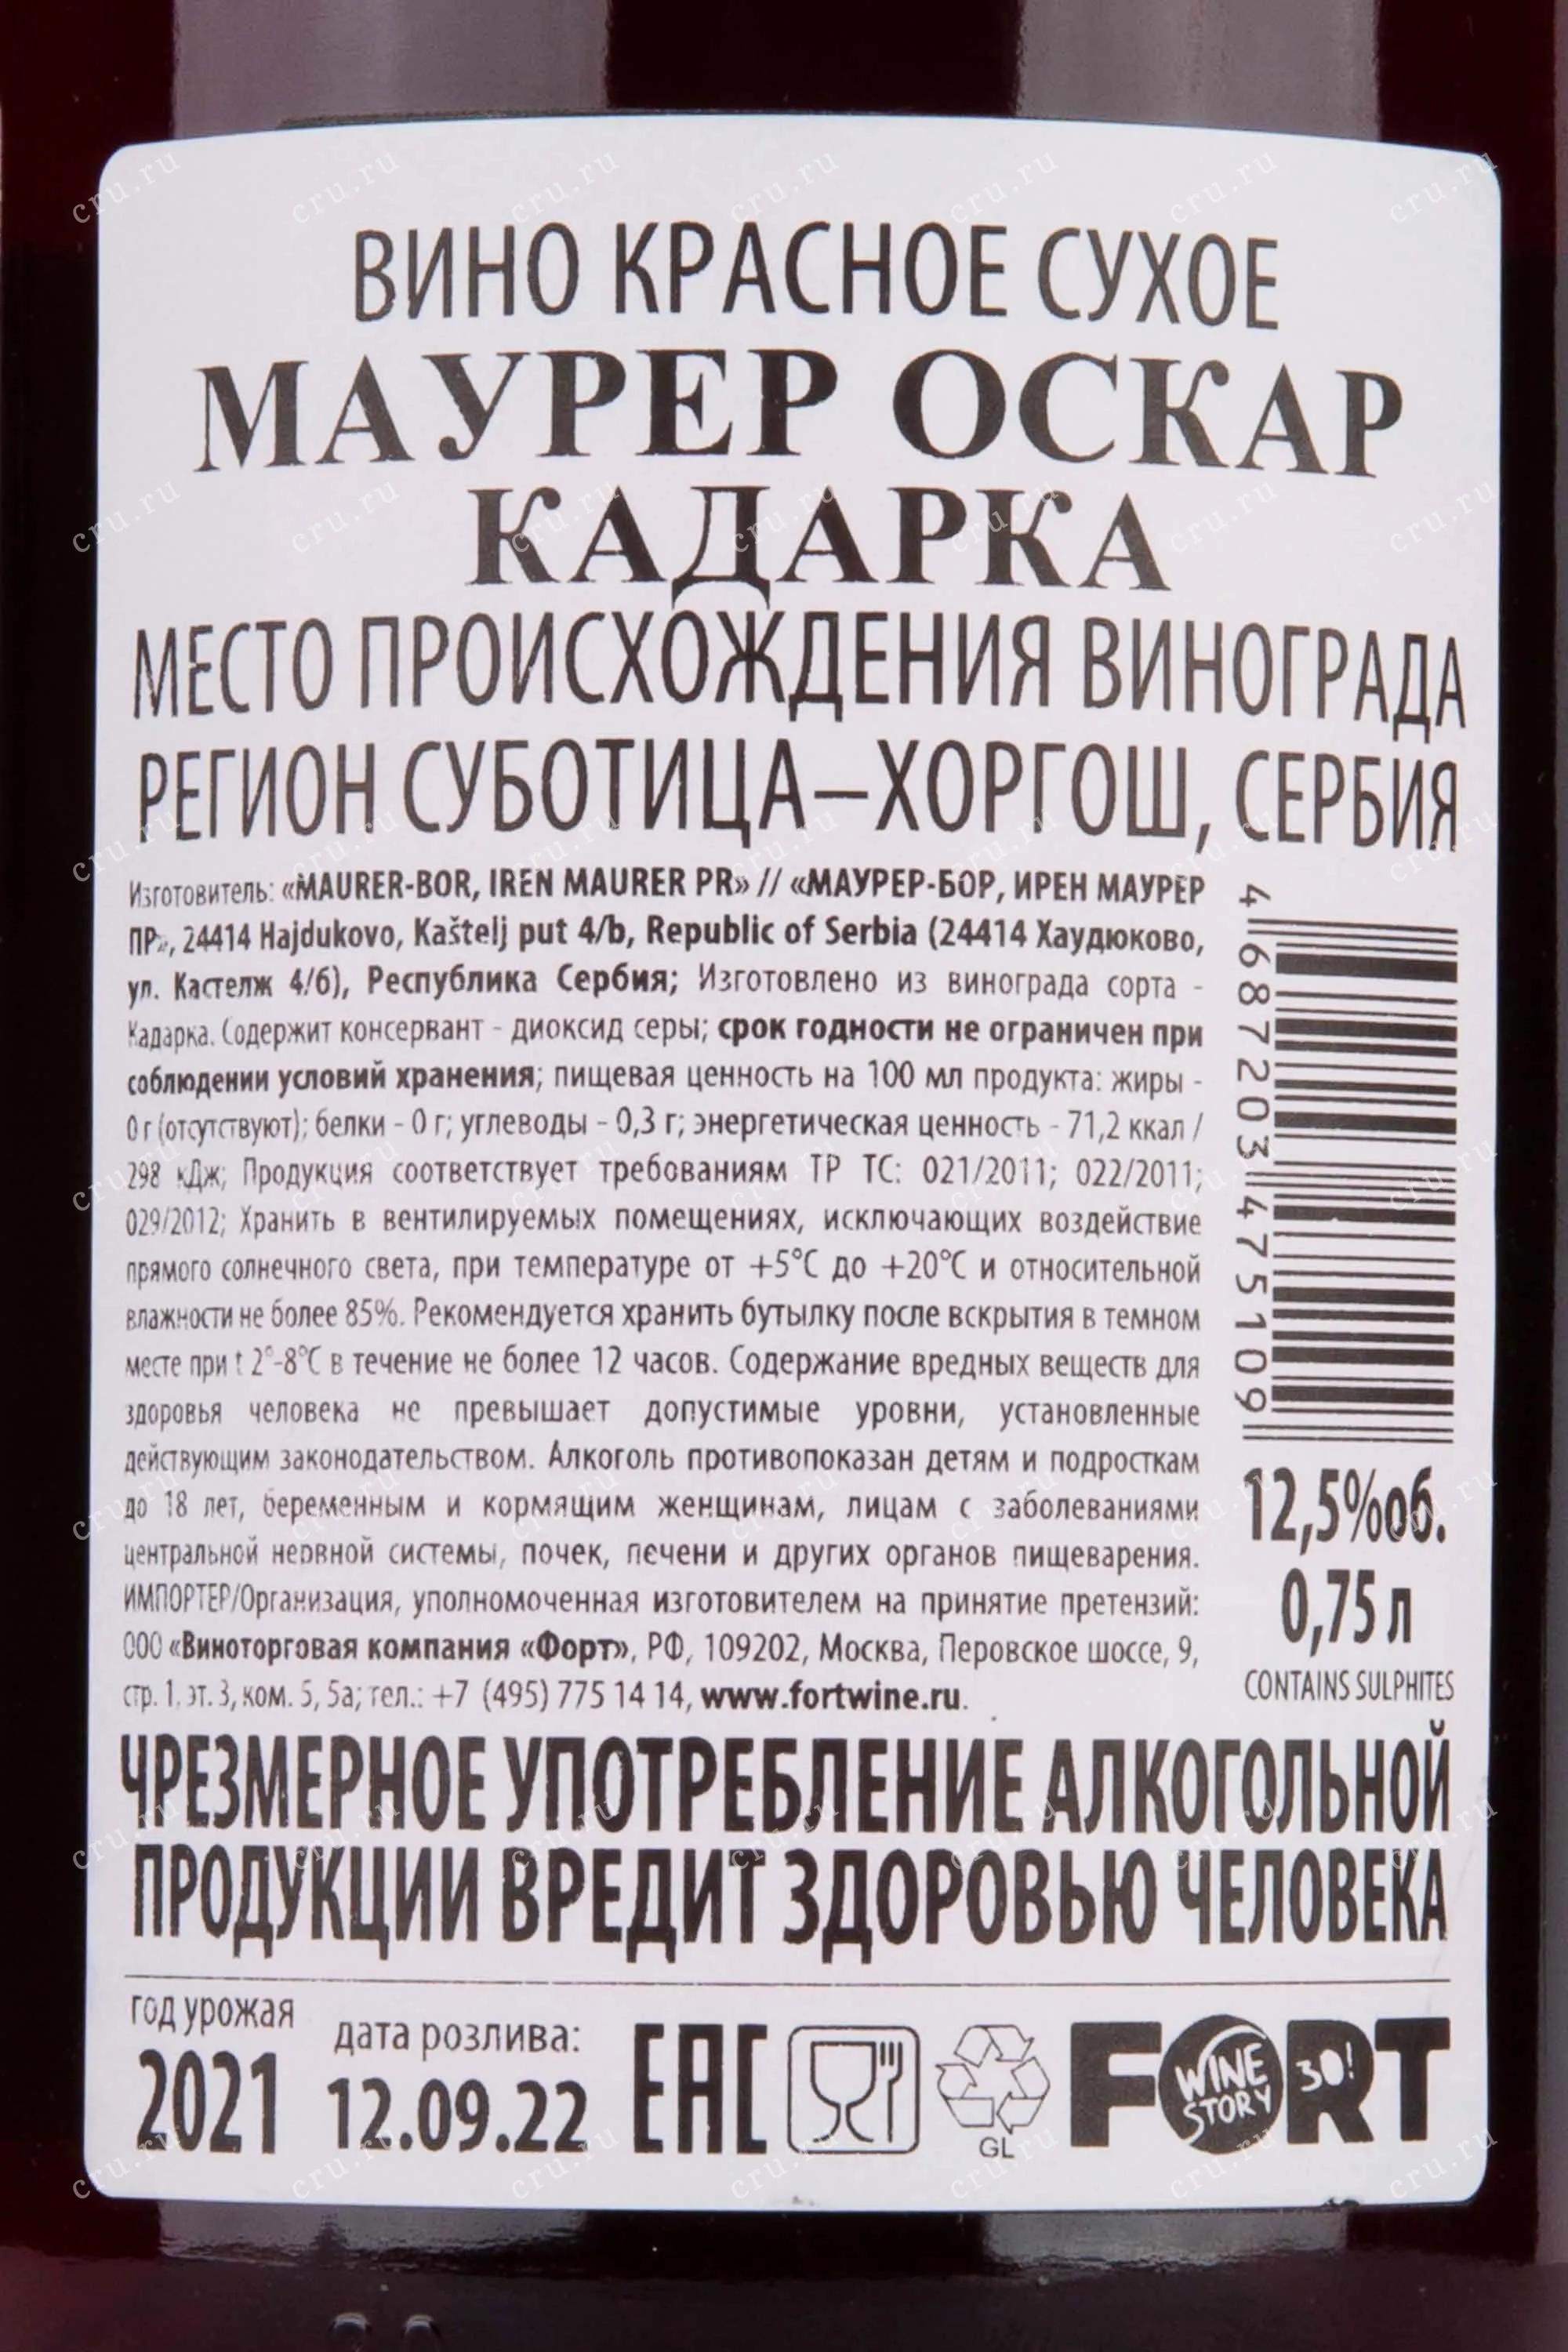 ВИНО КРАСНОЕ СУХОЕ
МАУРЕР ОСКАР
КАДАРКА
МЕСТО ПРОИСХОЖДЕНИЯ ВИНОГРАДА
РЕГИОН СУБОТИЦА–ХОРГОШ, СЕРБИЯ
Изготовитель: «MAURER-BOR, IREN MAURER PR» // «МАУРЕР-БОР, ИРЕН МАУРЕР
ПР», 24414 Hajdukovo, Kaštelj put 4/b, Republic of Serbia (24414 Хаудюково,
ул. Кастелж 4/б), Республика Сербия; Изготовлено из винограда сорта -
Кадарка. Содержит консервант - диоксид серы; срок годности не ограничен при
соблюдении условий хранения; пищевая ценность на 100 мл продукта: жиры -
0 г (отсутствуют); белки - 0 г; углеводы - 0,3 г; энергетическая ценность - 71,2 ккал /
298 кДж; Продукция соответствует требованиям ТР ТС: 021/2011; 022/2011;
029/2012; Хранить в вентилируемых помещениях, исключающих воздействие
прямого солнечного света, при температуре от +5°С до +20°С и относительной
влажности не более 85%. Рекомендуется хранить бутылку после вскрытия в темном
месте при t 2°-8°С в течение не более 12 часов. Содержание вредных веществ для
здоровья человека не превышает допустимые уровни, установленные
действующим законодательством. Алкоголь противопоказан детям и подросткам
до 18 лет, беременным и кормящим женщинам, лицам с заболеваниями
центральной нервной системы, почек, печени и других органов пищеварения.
ИМПОРТЕР/Организация, уполномоченная изготовителем на принятие претензий:
ООО «Виноторговая компания «Форт», РФ, 109202, Москва, Перовское шоссе, 9,
стр. 1, эт. 3, ком. 5, 5а; тел.: +7 (495) 775 14 14, www.fortwine.ru.
4 687203 475109
12,5%об.
0,75 л
CONTAINS SULPHITES
ЧРЕЗМЕРНОЕ УПОТРЕБЛЕНИЕ АЛКОГОЛЬНОЙ
ПРОДУКЦИИ ВРЕДИТ ЗДОРОВЬЮ ЧЕЛОВЕКА
год урожая
2021
дата розлива:
12.09.22
EAC
GL
FORT
WINE
STORY
30!
cru.ru